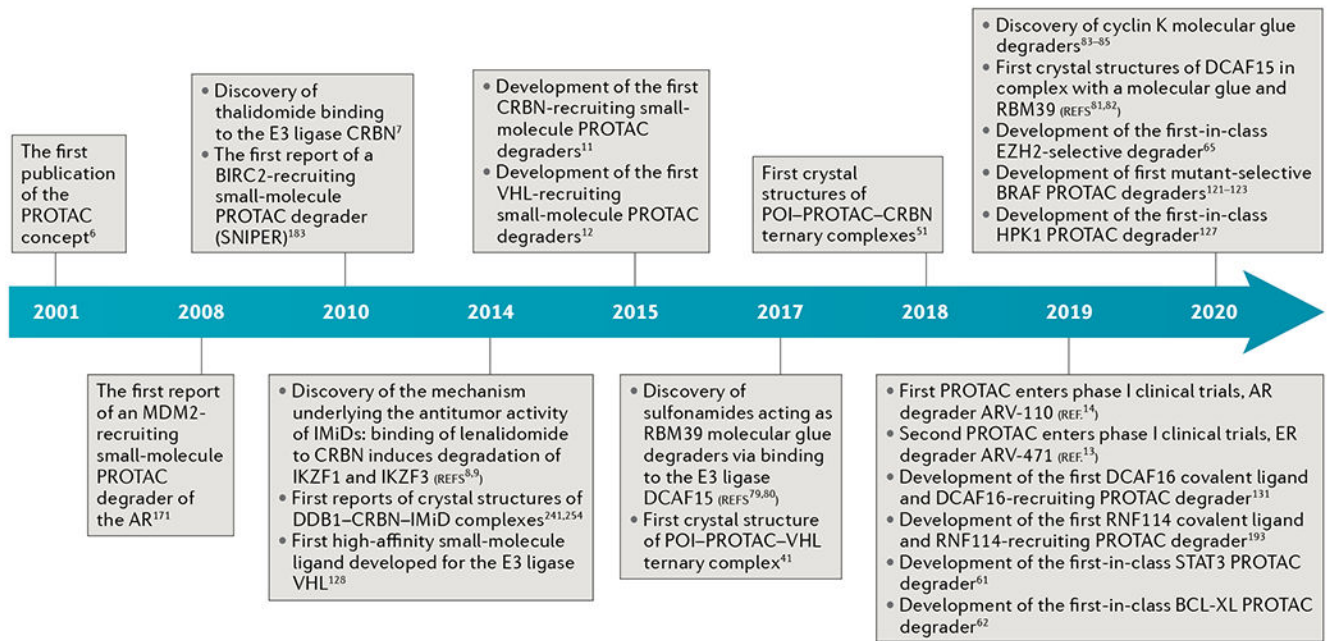 The first
publication
of the
PROTAC
concept6
• Discovery of
thalidomide binding
to the E3 ligase CRBN7
• The first report of a
BIRC2-recruiting
small-molecule
PROTAC degrader
(SNIPER)183
• Development of the first
CRBN-recruiting small-
molecule PROTAC
degraders11
• Development of the first
VHL-recruiting
small-molecule PROTAC
degraders12
First crystal
structures of
POI–PROTAC–CRBN
ternary complexes51
• Discovery of cyclin K molecular glue
degraders83–85
• First crystal structures of DCAF15 in
complex with a molecular glue and
RBM39 (REFS81,82)
• Development of the first-in-class
EZH2-selective degrader65
• Development of first mutant-selective
BRAF PROTAC degraders121–123
• Development of the first-in-class
HPK1 PROTAC degrader127
2001 2008 2010 2014 2015 2017 2018 2019 2020
The first report
of an MDM2-
recruiting
small-molecule
PROTAC
degrader of
the AR171
• Discovery of the mechanism
underlying the antitumor activity
of IMiDs: binding of lenalidomide
to CRBN induces degradation of
IKZF1 and IKZF3 (REFS8,9)
• First reports of crystal structures of
DDB1–CRBN–IMiD complexes241,254
• First high-affinity small-molecule
ligand developed for the E3 ligase
VHL128
• Discovery of
sulfonamides acting as
RBM39 molecular glue
degraders via binding
to the E3 ligase
DCAF15 (REFS79,80)
• First crystal structure
of POI–PROTAC–VHL
ternary complex41
• First PROTAC enters phase I clinical trials, AR
degrader ARV-110 (REF.14)
• Second PROTAC enters phase I clinical trials, ER
degrader ARV-471 (REF.13)
• Development of the first DCAF16 covalent ligand
and DCAF16-recruiting PROTAC degrader131
• Development of the first RNF114 covalent ligand
and RNF114-recruiting PROTAC degrader193
• Development of the first-in-class STAT3 PROTAC
degrader61
• Development of the first-in-class BCL-XL PROTAC
degrader62